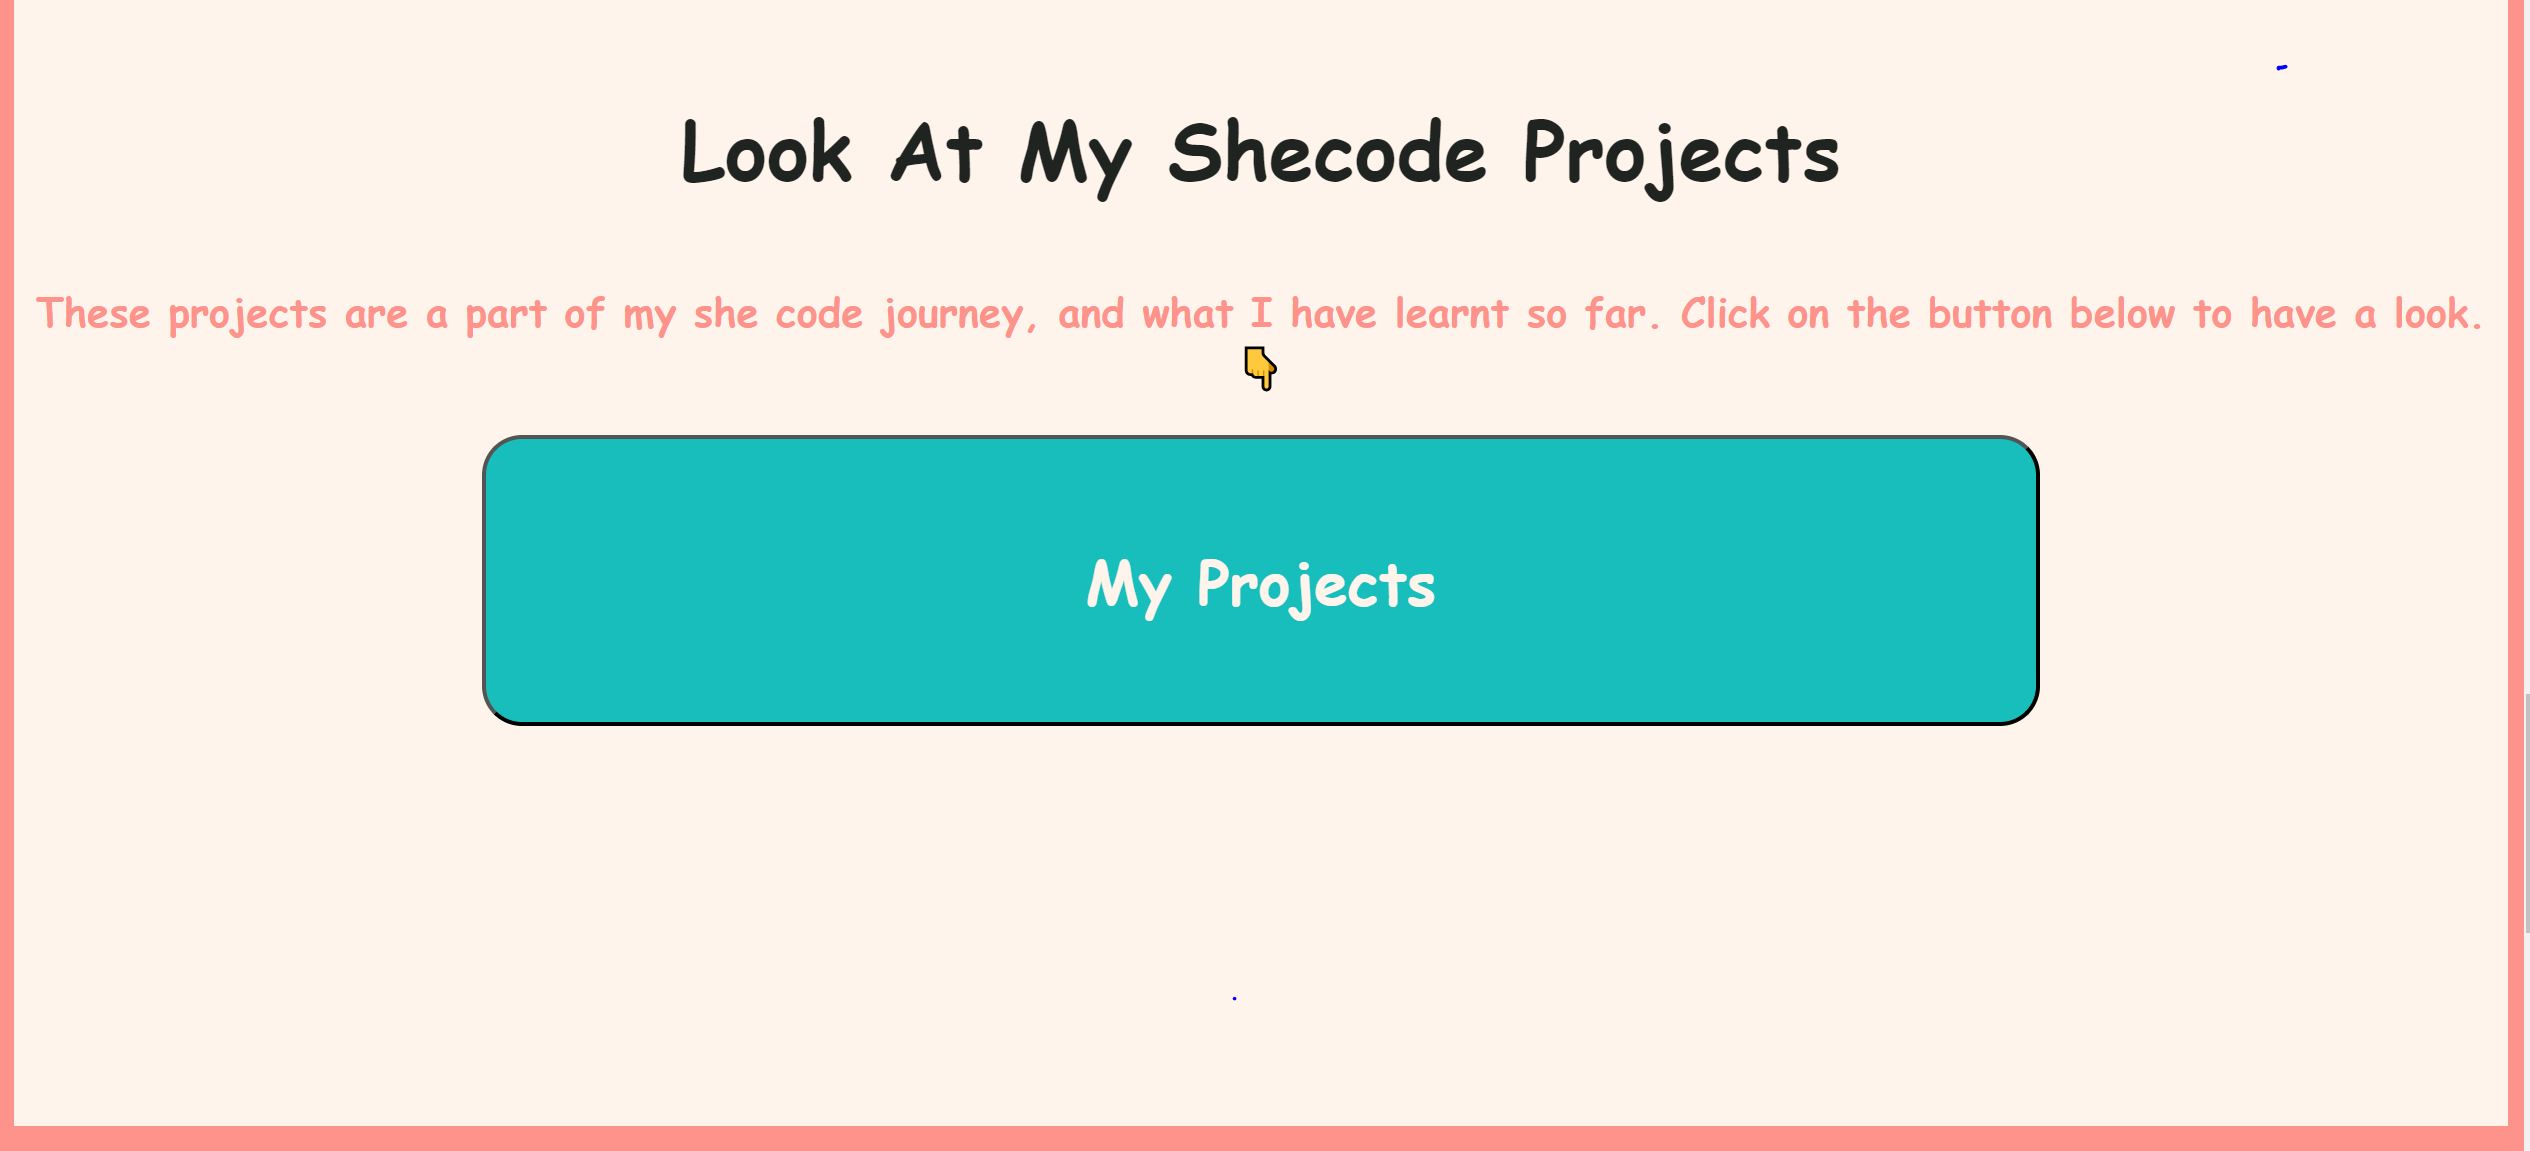 Look At My Shecode Projects
These projects are a part of my she code journey, and what I have learnt so far. Click on the button below to have a look.
👇
My Projects